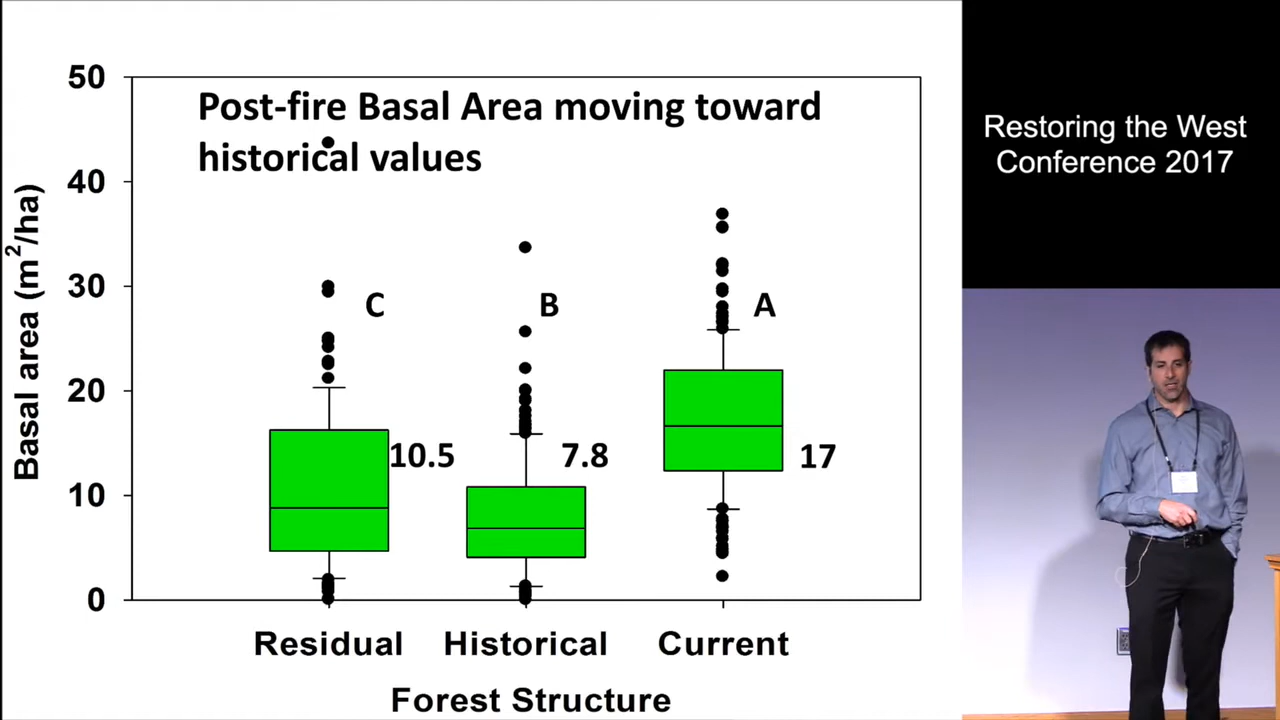 Post-fire Basal Area moving toward
historical values
Basal area (m²/ha)
50
40
30
20
10
0
C
B
A
10.5
7.8
17
Residual
Historical
Current
Forest Structure
Restoring the West
Conference 2017